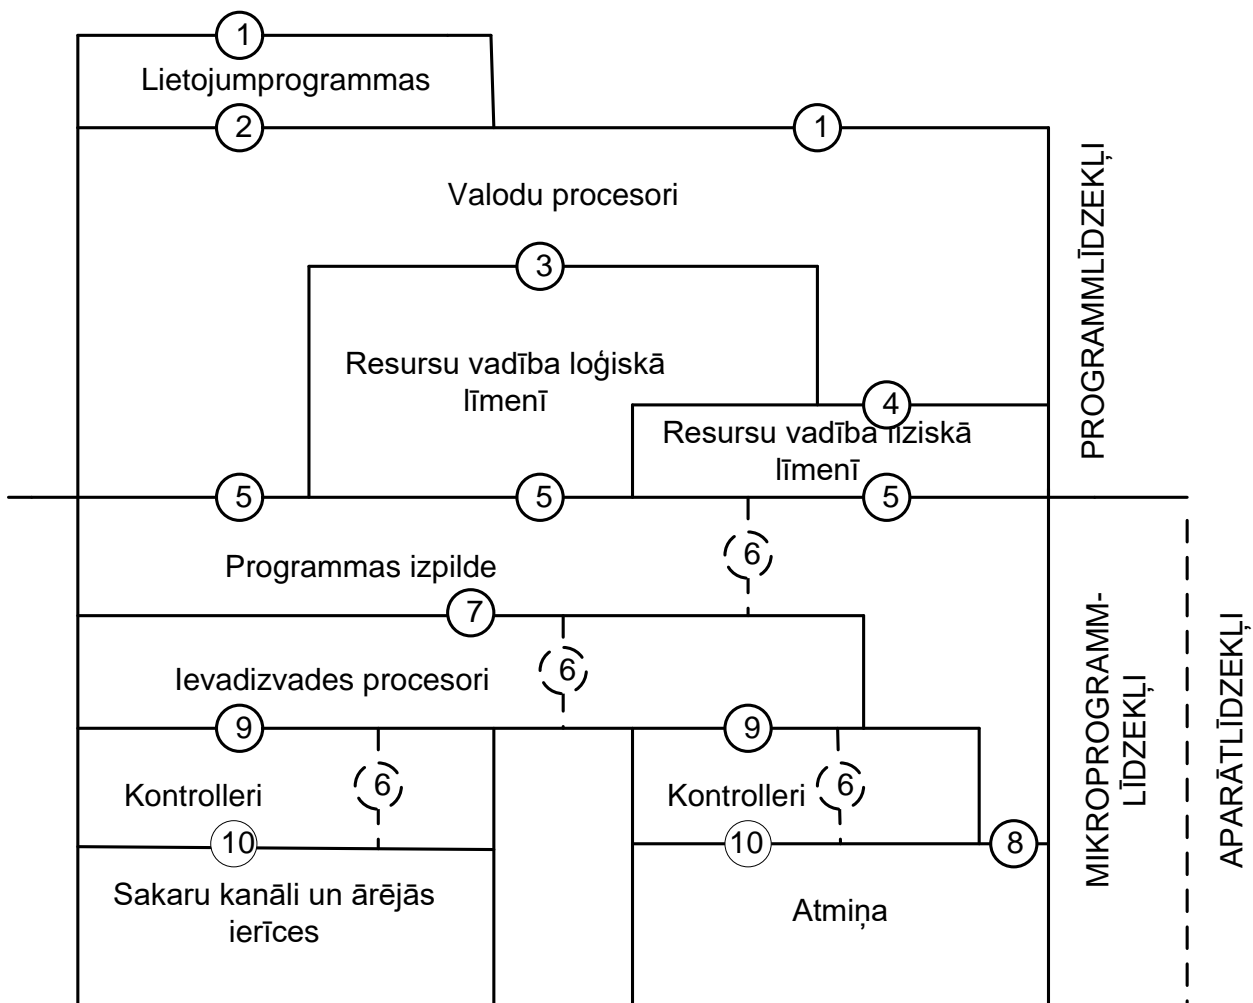 1
Lietojumprogrammas
2
1
Valodu procesori
3
Resursu vadība loģiskā
līmenī
4
Resursu vadība fiziskā
līmenī
5
5
5
6
Programmas izpilde
7
6
Ievadizvades procesori
9
9
6
6
Kontrolleri
Kontrolleri
10
10
8
Sakaru kanāli un ārējās
ierīces
Atmiņa
PROGRAMMLĪDZEKĻI
MIKROPROGRAMM-
LĪDZEKĻI
APARĀTLĪDZEKĻI